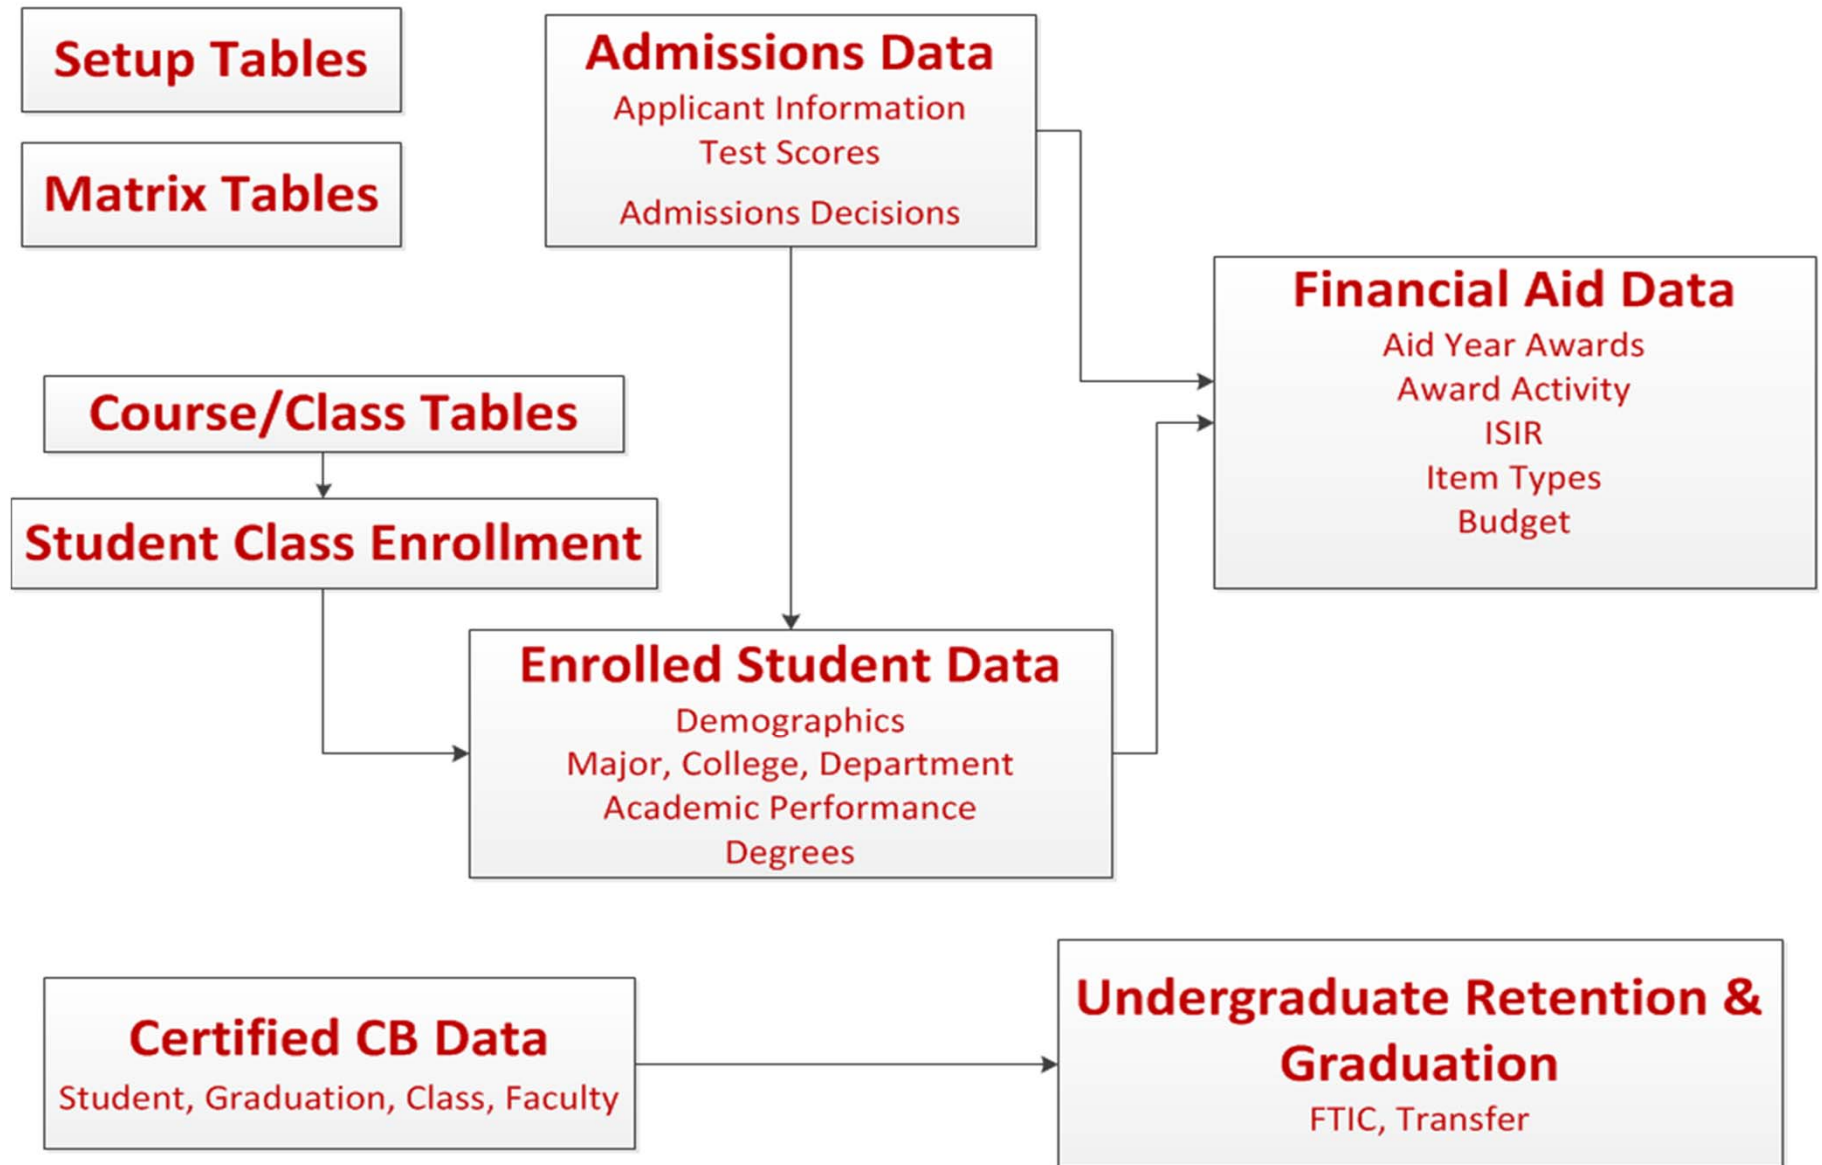 Setup Tables
Matrix Tables
Admissions Data
Applicant Information
Test Scores
Admissions Decisions
Financial Aid Data
Aid Year Awards
Award Activity
ISIR
Item Types
Budget
Course/Class Tables
Student Class Enrollment
Enrolled Student Data
Demographics
Major, College, Department
Academic Performance
Degrees
Certified CB Data
Student, Graduation, Class, Faculty
Undergraduate Retention &
Graduation
FTIC, Transfer